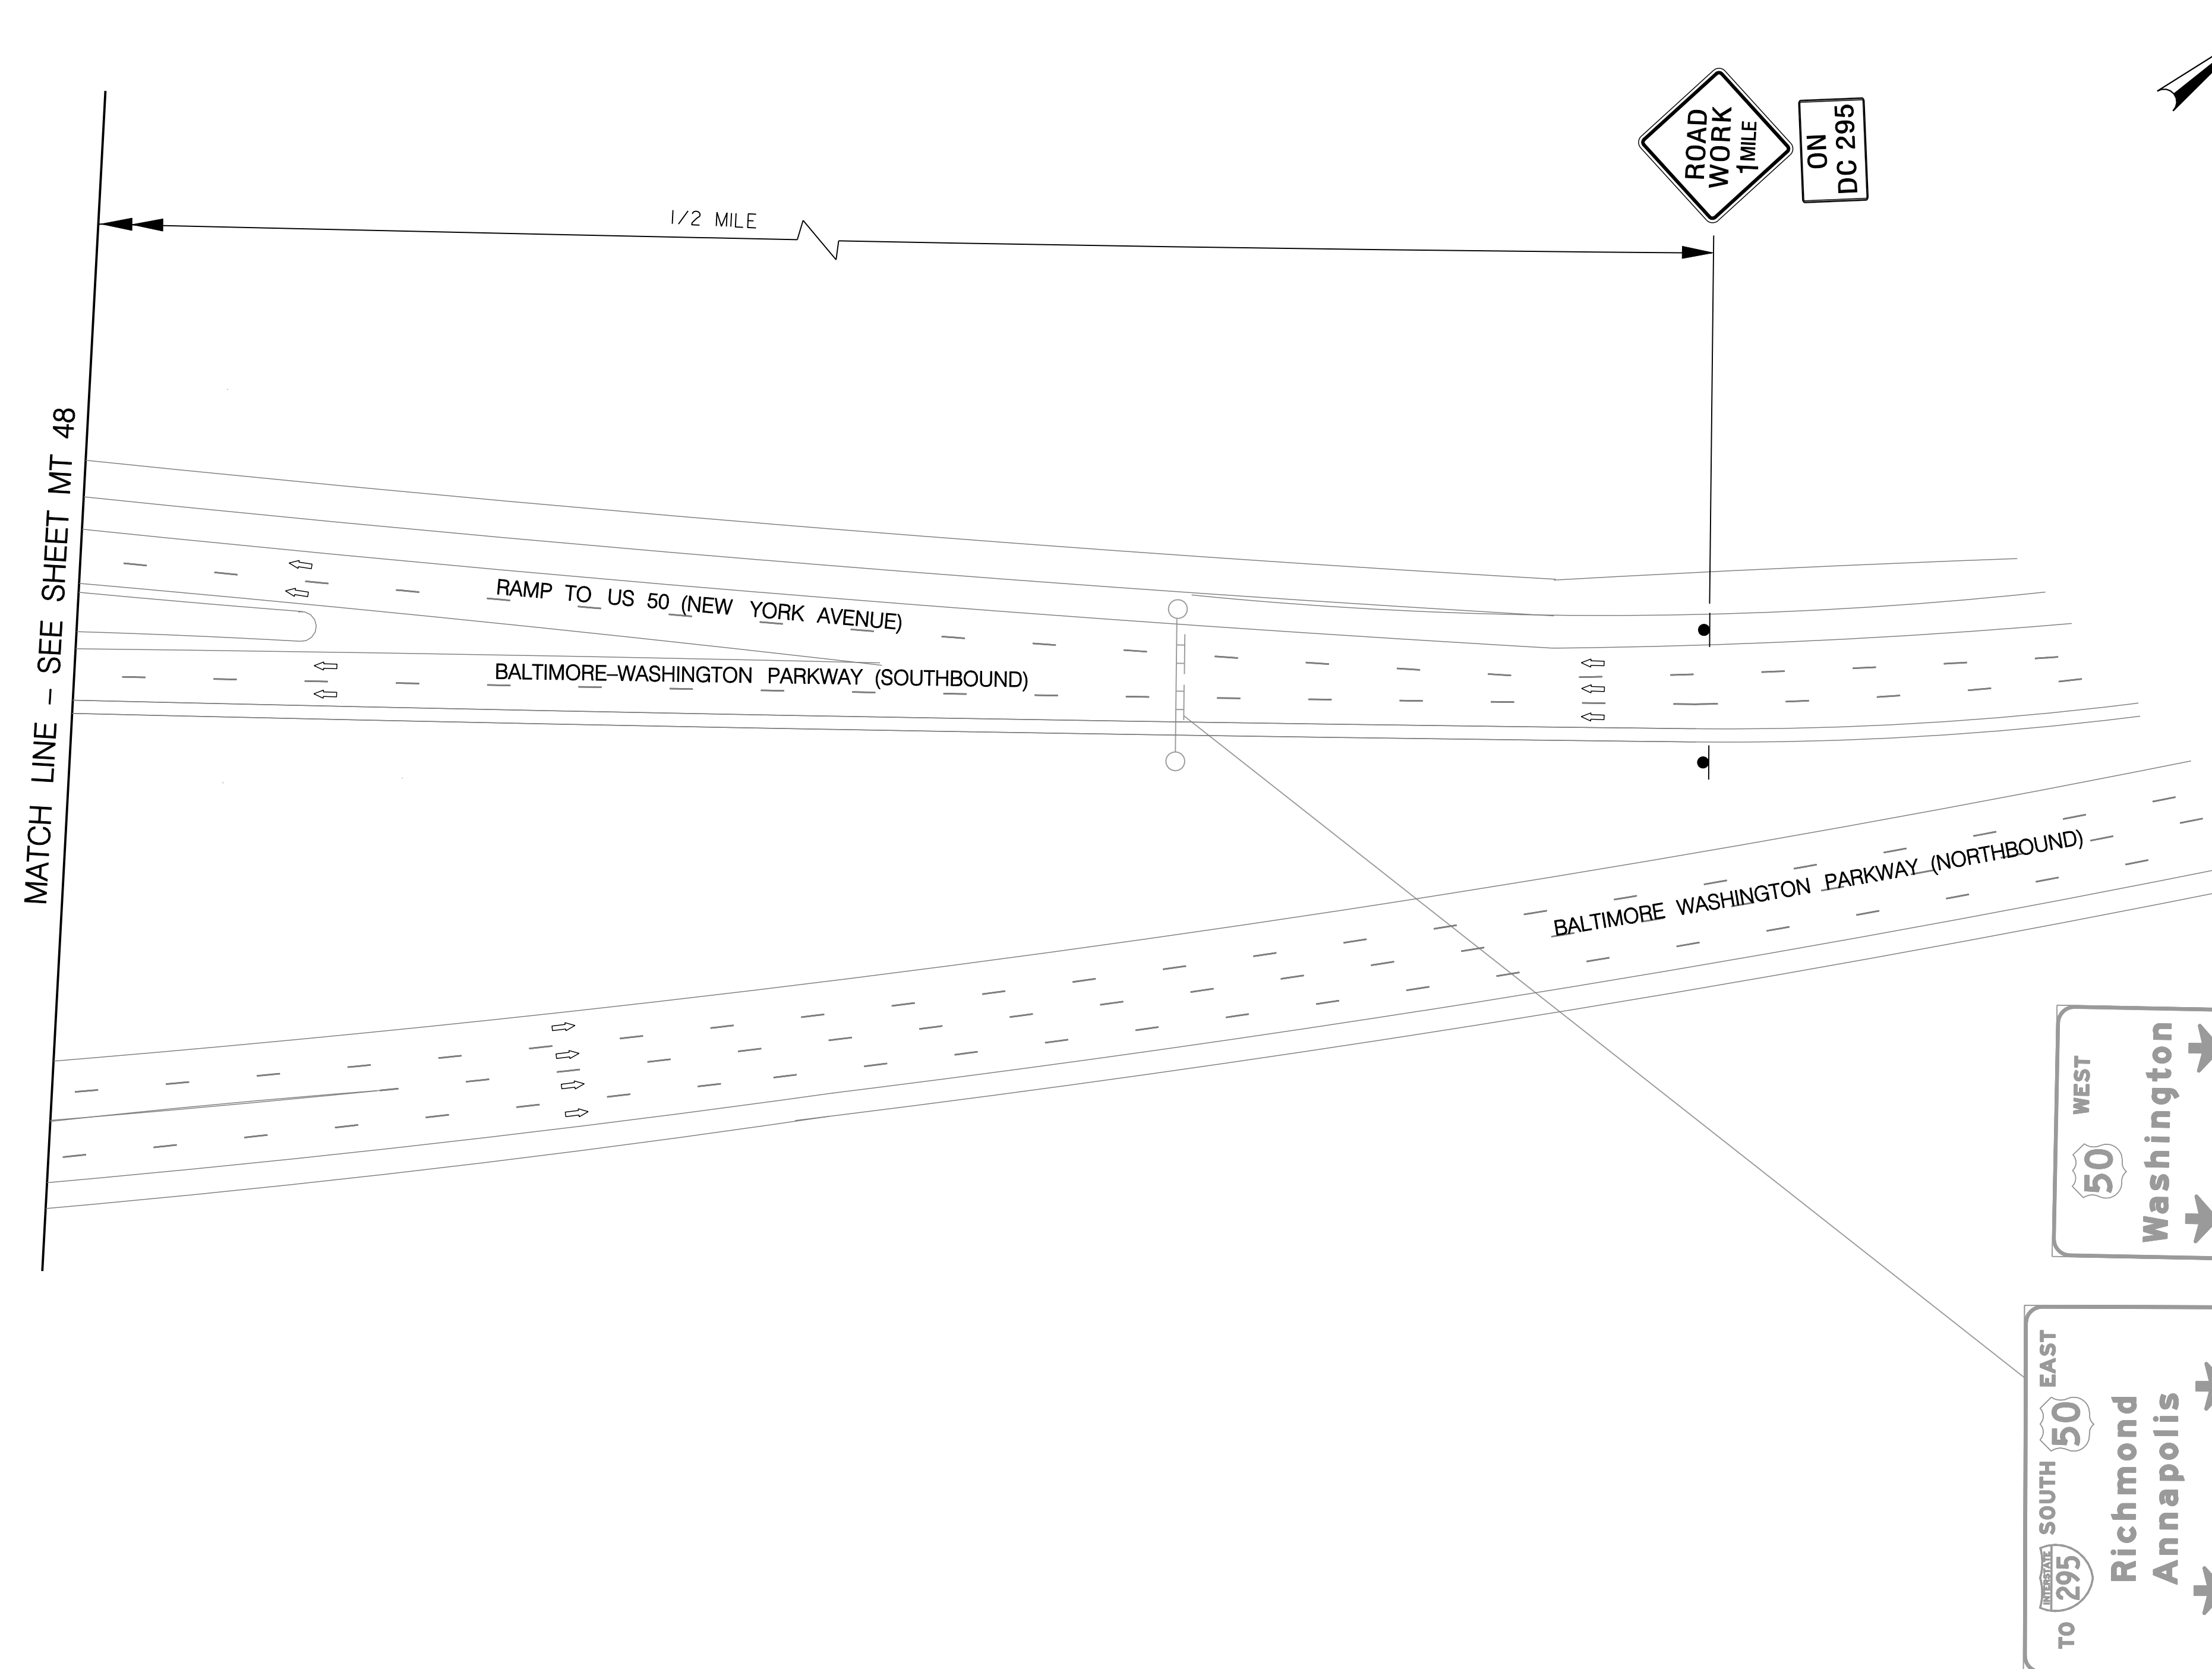 ROAD
WORK
1 MILE
ON
DC 295
1/2 MILE
MATCH LINE – SEE SHEET MT 48
RAMP TO US 50 (NEW YORK AVENUE)
BALTIMORE–WASHINGTON PARKWAY (SOUTHBOUND)
BALTIMORE WASHINGTON PARKWAY (NORTHBOUND)
50 WEST
Washington
TO INTERSTATE 295 SOUTH 50 EAST
Richmond
Annapolis